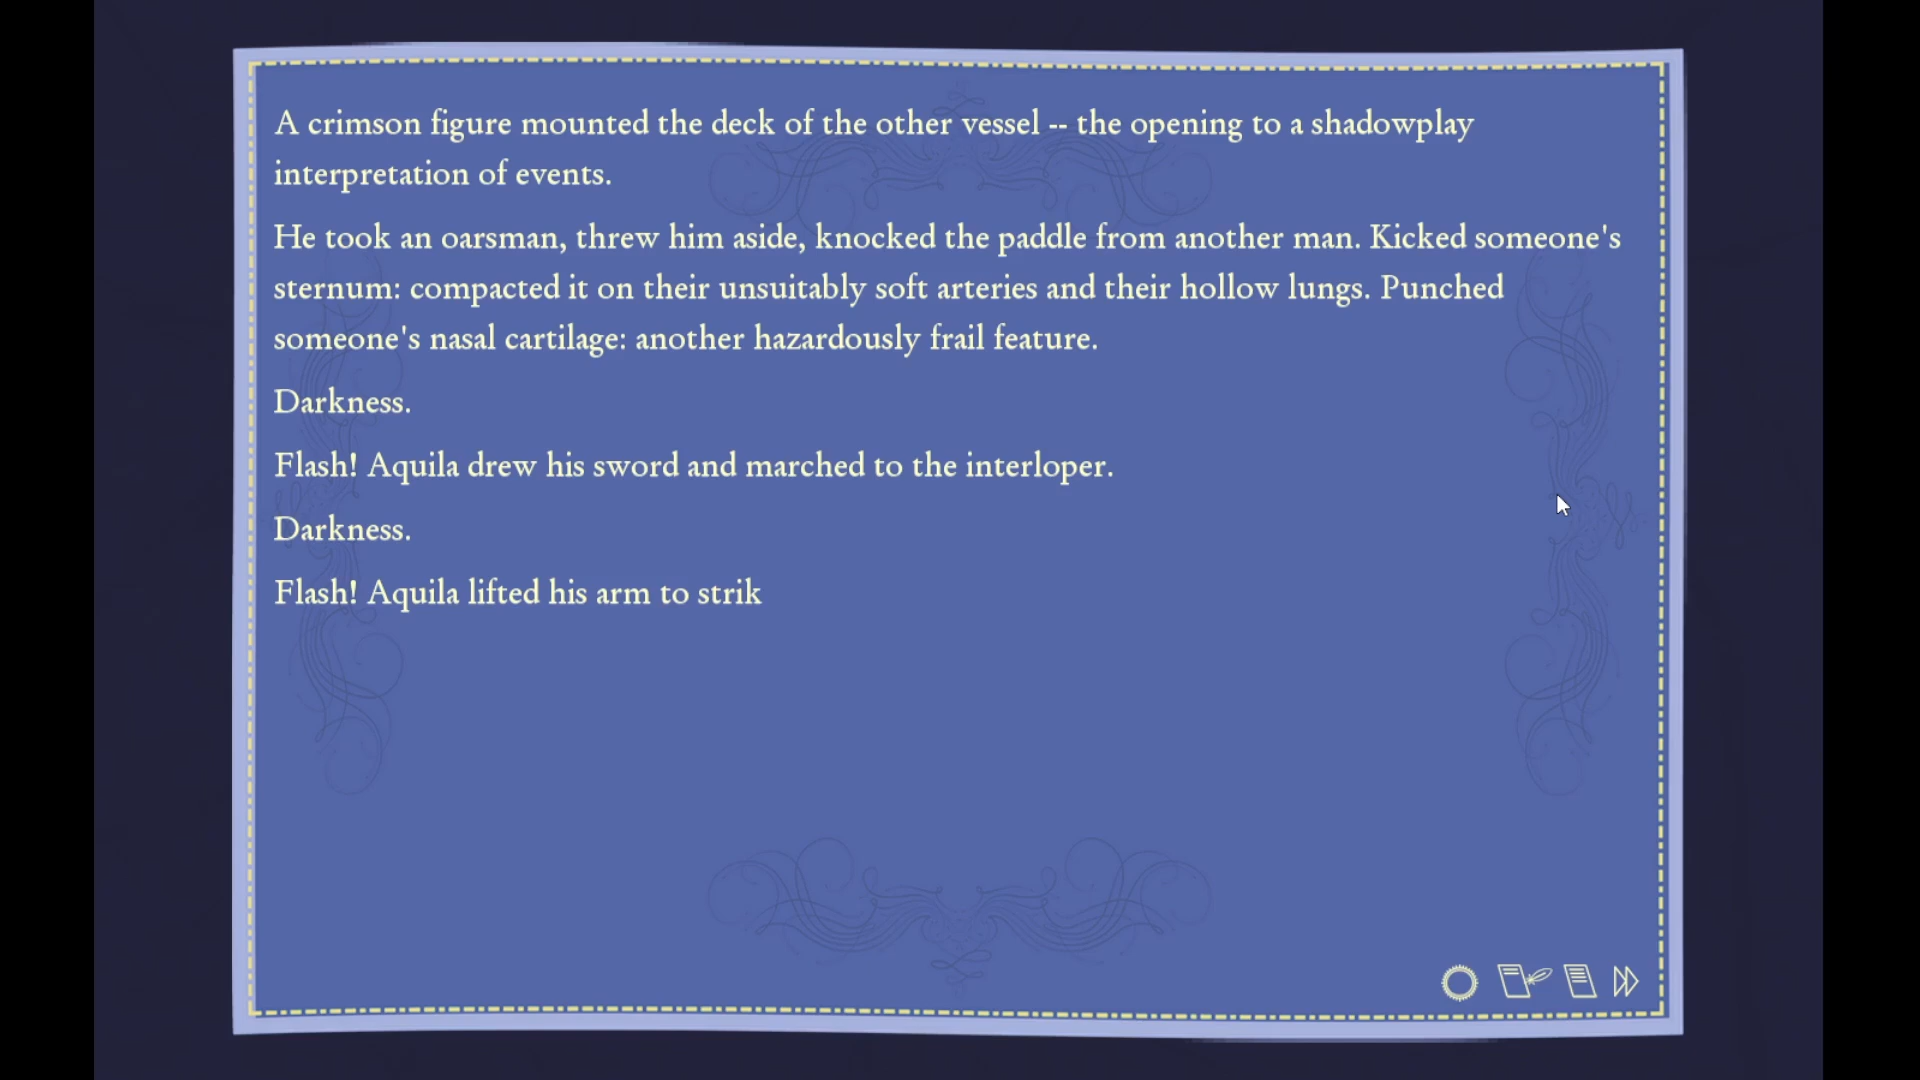 A crimson figure mounted the deck of the other vessel -- the opening to a shadowplay
interpretation of events.
He took an oarsman, threw him aside, knocked the paddle from another man. Kicked someone's
sternum: compacted it on their unsuitably soft arteries and their hollow lungs. Punched
someone's nasal cartilage: another hazardously frail feature.
Darkness.
Flash! Aquila drew his sword and marched to the interloper.
Darkness.
Flash! Aquila lifted his arm to strik